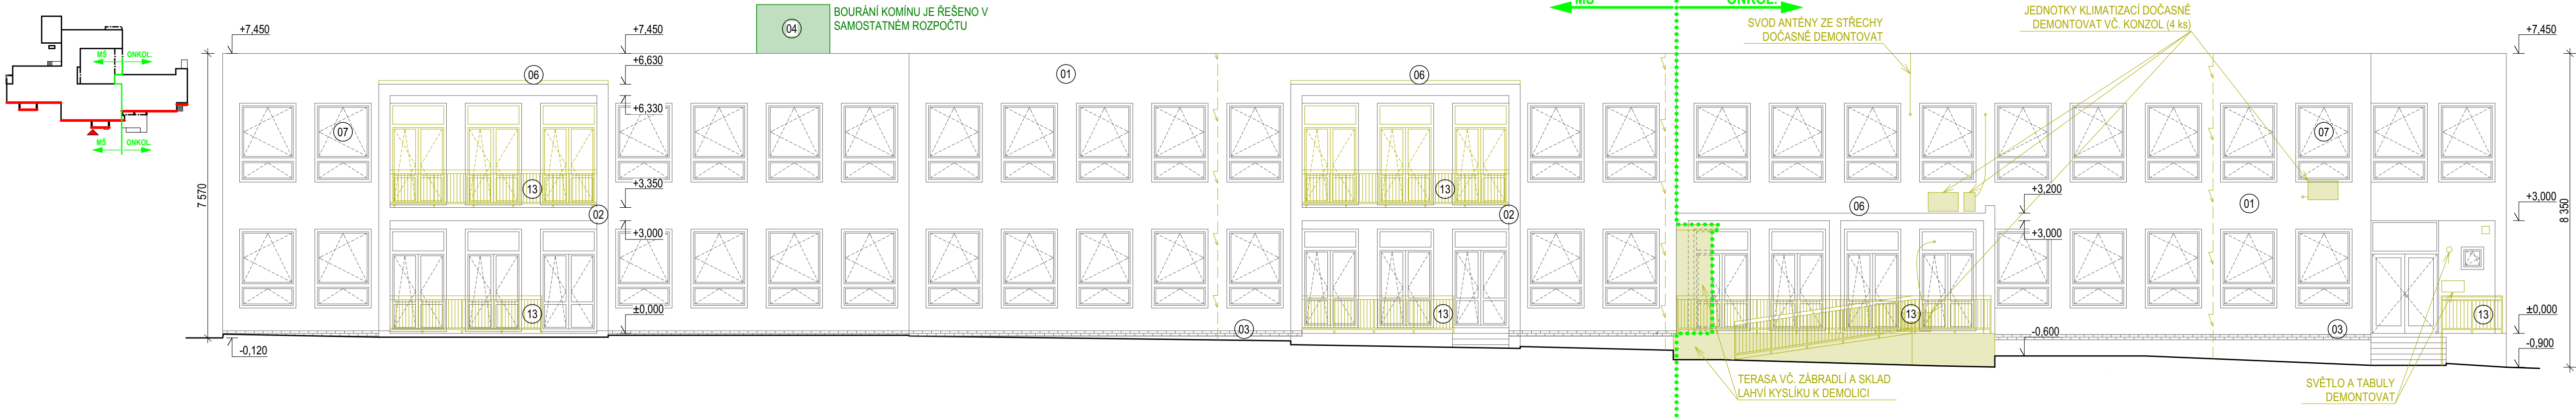 MŠ ONKOL.
MŠ ONKOL.
04
BOURÁNÍ KOMÍNU JE ŘEŠENO V
SAMOSTATNÉM ROZPOČTU
MŠ ONKOL.
SVOD ANTÉNY ZE STŘECHY
DOČASNĚ DEMONTOVAT
JEDNOTKY KLIMATIZACÍ DOČASNĚ
DEMONTOVAT VČ. KONZOL (4 ks)
+7,450
+7,450
+7,450
+6,630
+6,330
+3,350
+3,000
±0,000
-0,120
7 570
06
01
06
07
07
13
02
13
02
13
03
13
06
+3,200
+3,000
01
+3,000
8 350
13
-0,600
03
13
±0,000
-0,900
TERASA VČ. ZÁBRADLÍ A SKLAD
LAHVÍ KYSLÍKU K DEMOLICI
SVĚTLO A TABULY
DEMONTOVAT